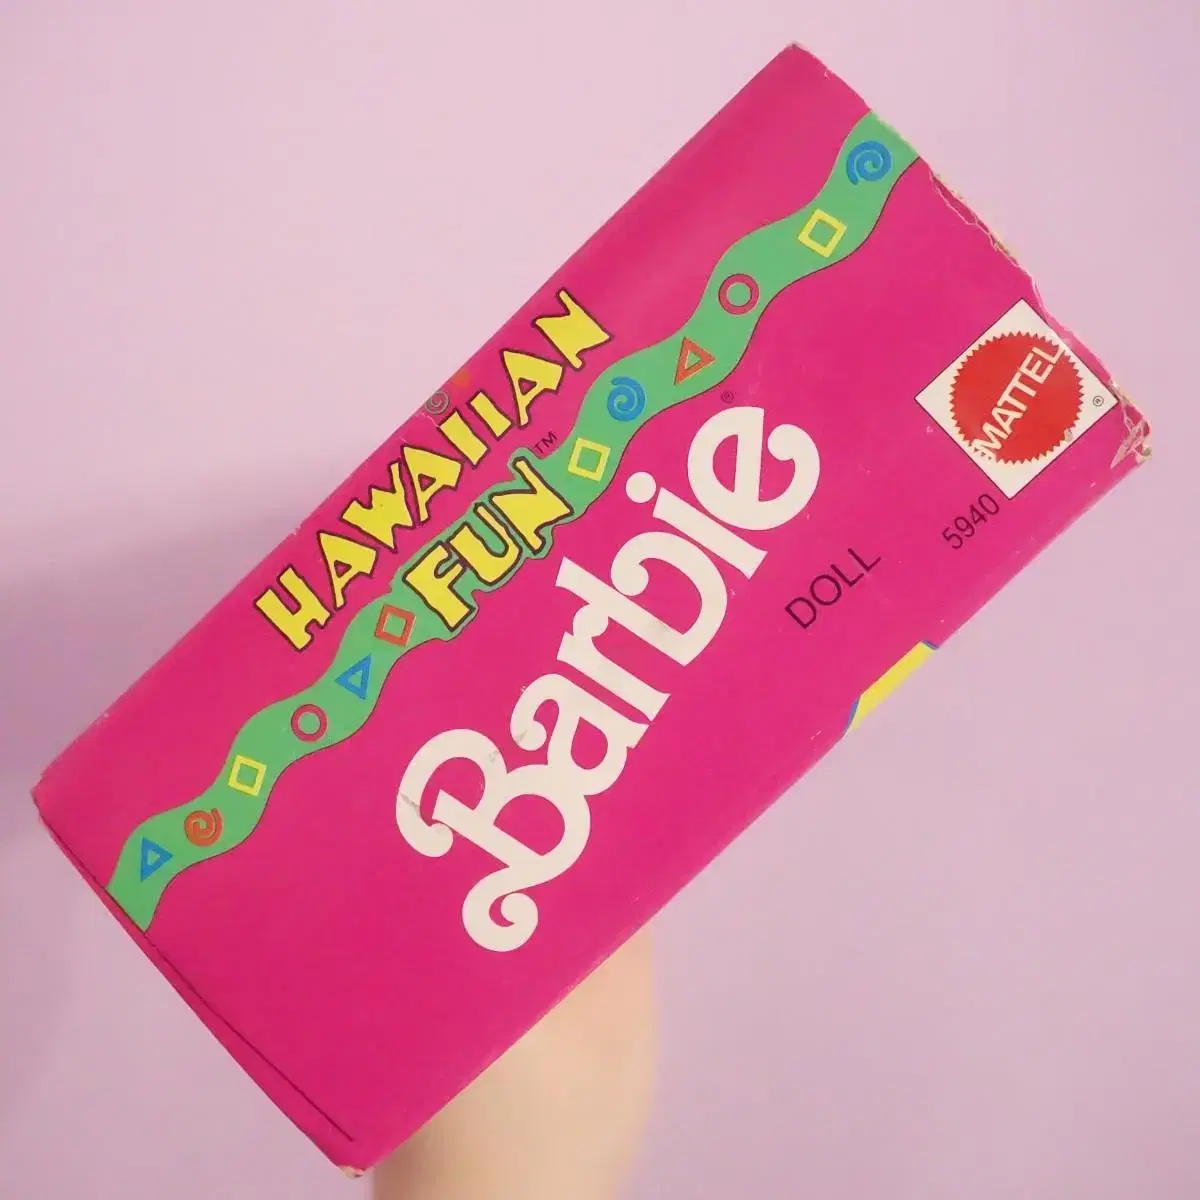 HAWAIIAN
FUN™
Barbie®
DOLL
MATTEL®
5940